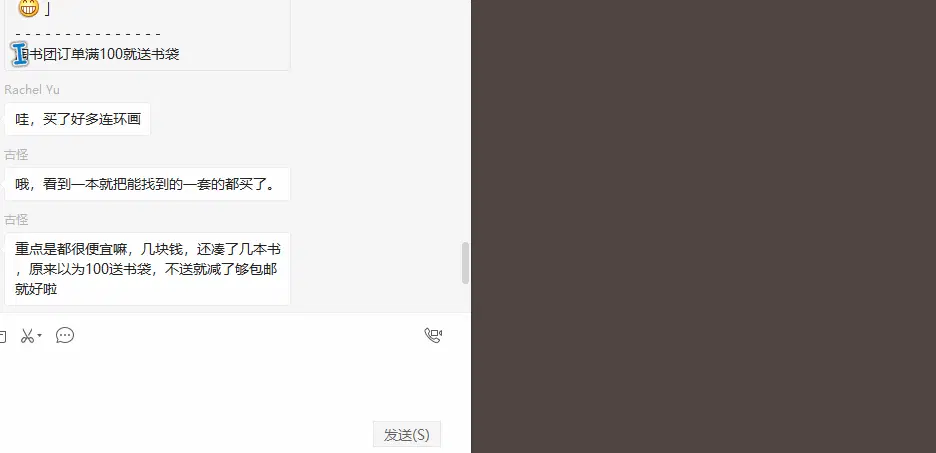 」
- - - - - - - - - - - - - - -
书团订单满100就送书袋
Rachel Yu
哇，买了好多连环画
古怪
哦，看到一本就把能找到的一套的都买了。
古怪
重点是都很便宜嘛，几块钱，还凑了几本书
，原来以为100送书袋，不送就减了够包邮
就好啦
发送(S)